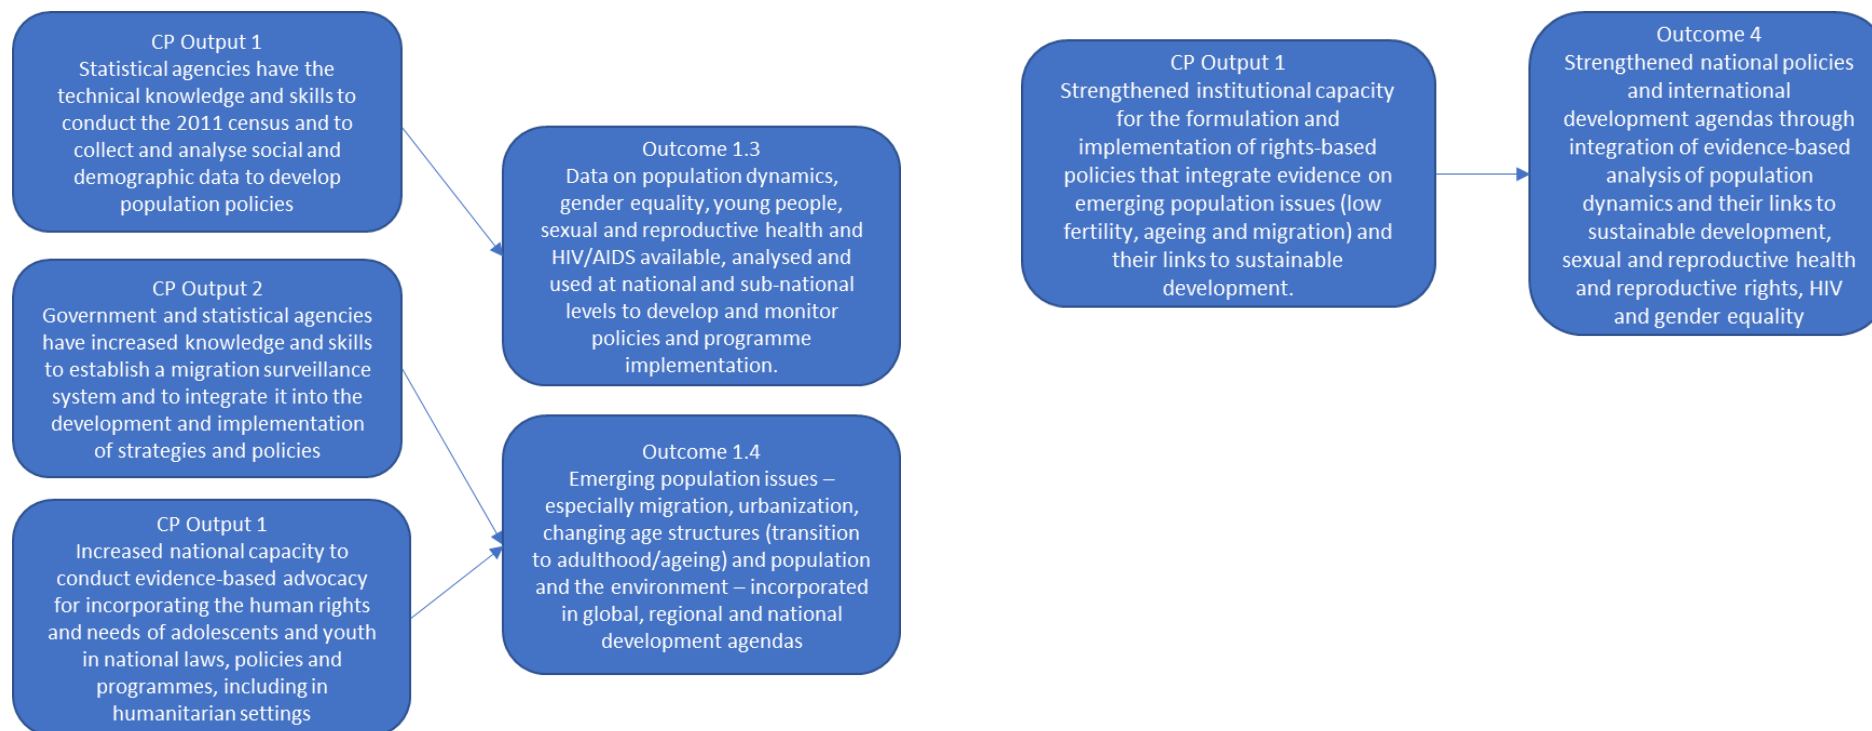 CP Output 1
Statistical agencies have the
technical knowledge and skills to
conduct the 2011 census and to
collect and analyse social and
demographic data to develop
population policies
CP Output 2
Government and statistical agencies
have increased knowledge and skills
to establish a migration surveillance
system and to integrate it into the
development and implementation
of strategies and policies
CP Output 1
Increased national capacity to
conduct evidence-based advocacy
for incorporating the human rights
and needs of adolescents and youth
in national laws, policies and
programmes, including in
humanitarian settings
Outcome 1.3
Data on population dynamics,
gender equality, young people,
sexual and reproductive health and
HIV/AIDS available, analysed and
used at national and sub-national
levels to develop and monitor
policies and programme
implementation.
Outcome 1.4
Emerging population issues –
especially migration, urbanization,
changing age structures (transition
to adulthood/ageing) and population
and the environment – incorporated
in global, regional and national
development agendas
CP Output 1
Strengthened institutional capacity
for the formulation and
implementation of rights-based
policies that integrate evidence on
emerging population issues (low
fertility, ageing and migration) and
their links to sustainable
development.
Outcome 4
Strengthened national policies
and international
development agendas through
integration of evidence-based
analysis of population
dynamics and their links to
sustainable development,
sexual and reproductive health
and reproductive rights, HIV
and gender equality